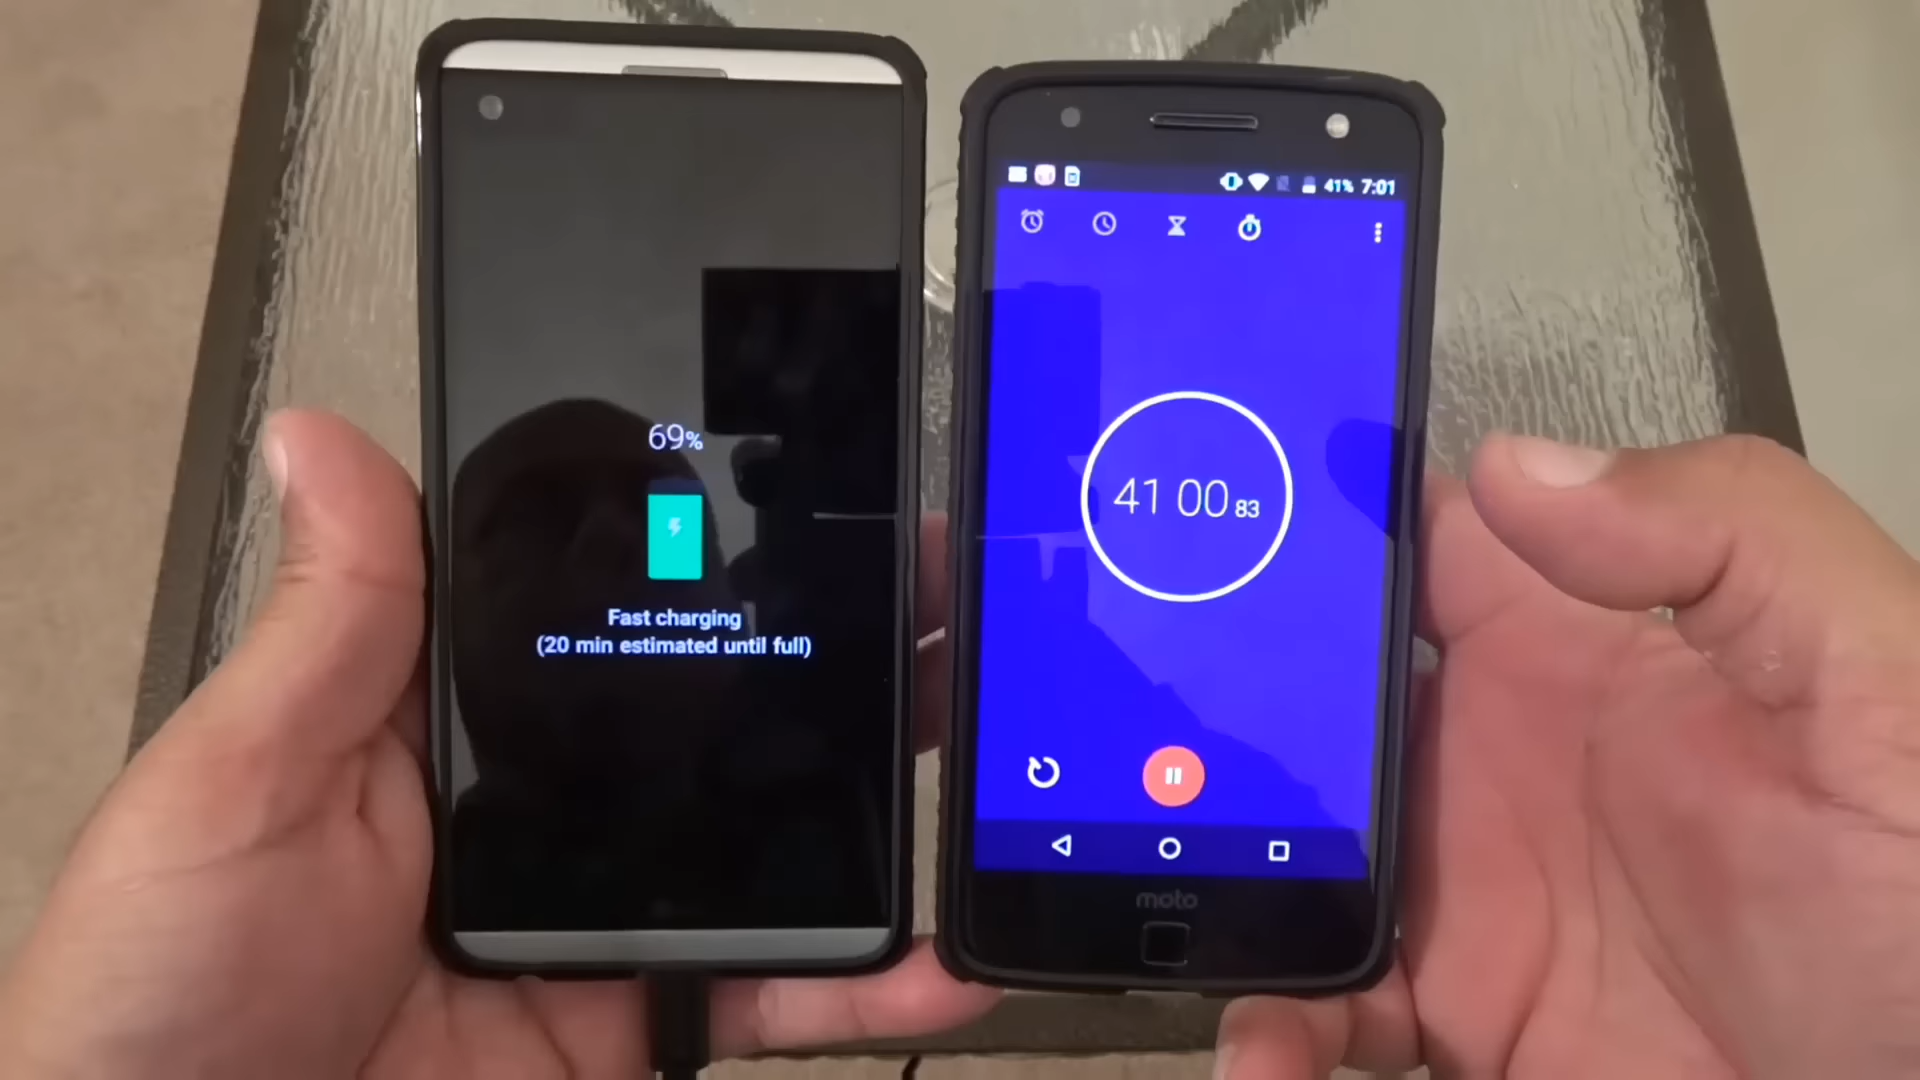 69%
Fast charging
(20 min estimated until full)
41% 7:01
41 00 83
moto